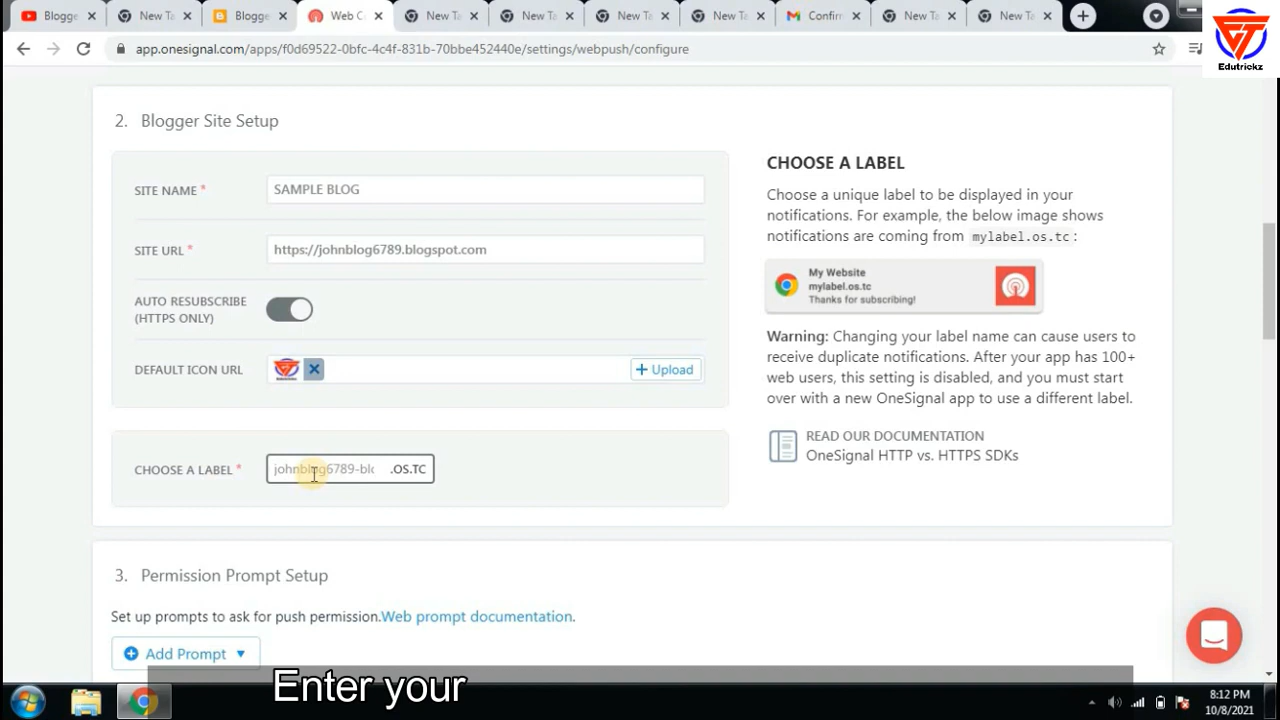 Blogge
New Ta
Blogge
Web C
New Ta
New T
New Ta
New Ta
Confirm
New Ta
New Ta
app.onesignal.com/apps/f0d69522-0bfc-4c4f-831b-70bbe452440e/settings/webpush/configure
Edutrickz
2. Blogger Site Setup
SITE NAME *
SAMPLE BLOG
SITE URL *
https://johnblog6789.blogspot.com
AUTO RESUBSCRIBE
(HTTPS ONLY)
DEFAULT ICON URL
+ Upload
CHOOSE A LABEL *
johnblog6789-blo
.OS.TC
CHOOSE A LABEL
Choose a unique label to be displayed in your
notifications. For example, the below image shows
notifications are coming from mylabel.os.tc:
My Website
mylabel.os.tc
Thanks for subscribing!
Warning: Changing your label name can cause users to
receive duplicate notifications. After your app has 100+
web users, this setting is disabled, and you must start
over with a new OneSignal app to use a different label.
READ OUR DOCUMENTATION
OneSignal HTTP vs. HTTPS SDKs
3. Permission Prompt Setup
Set up prompts to ask for push permission.Web prompt documentation.
Add Prompt
Enter your
8:12 PM
10/8/2021